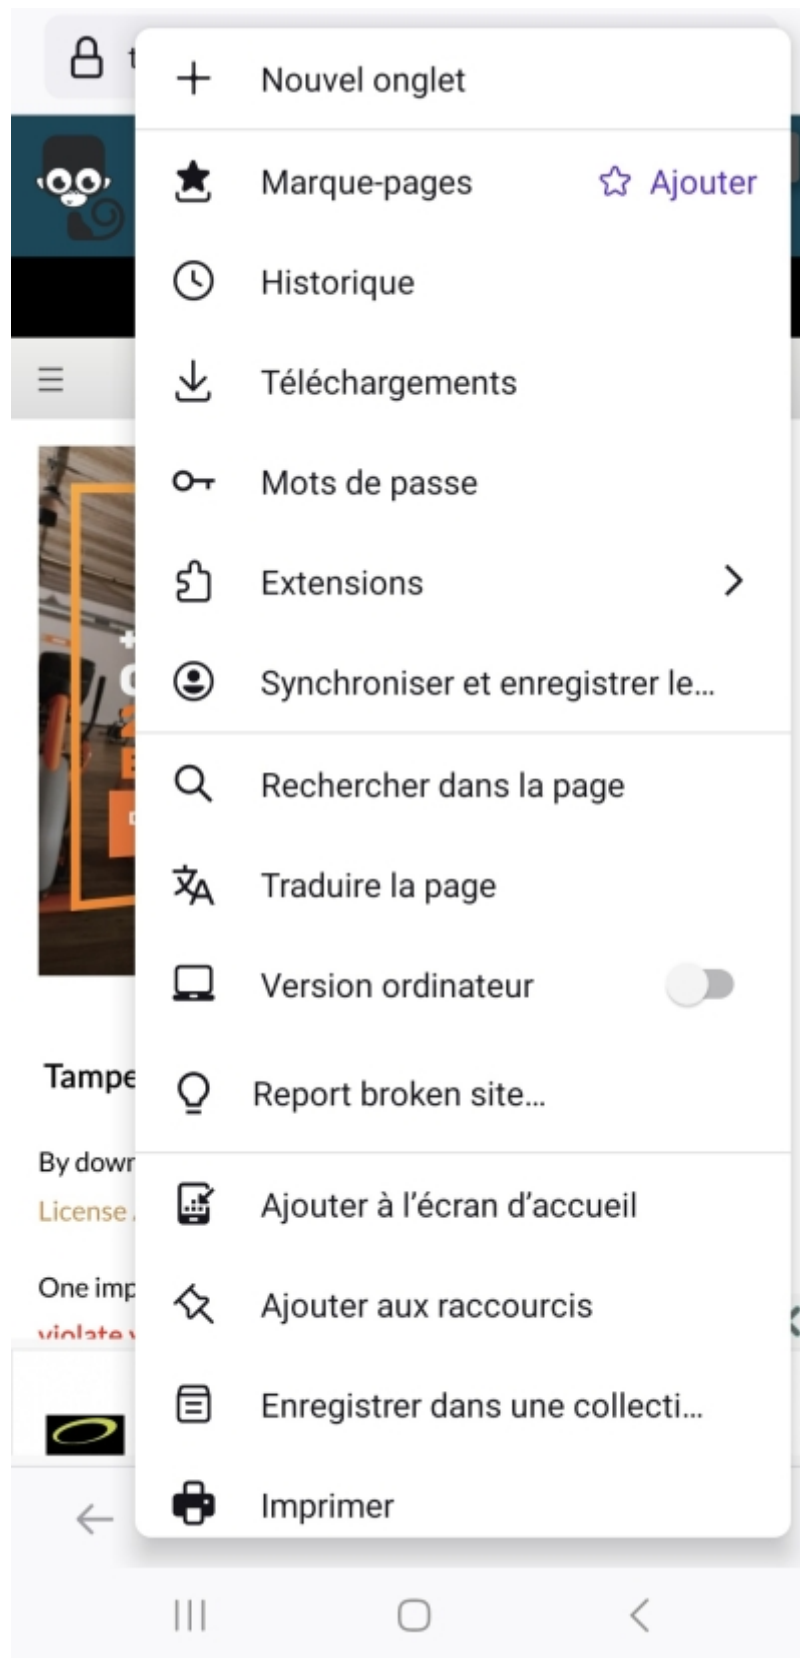 Nouvel onglet
Marque-pages
Ajouter
Historique
Téléchargements
Mots de passe
Extensions
Synchroniser et enregistrer le…
Rechercher dans la page
Traduire la page
Version ordinateur
Report broken site…
Ajouter à l’écran d’accueil
Ajouter aux raccourcis
Enregistrer dans une collecti…
Imprimer
Tampe
By down
License
One imp
violate